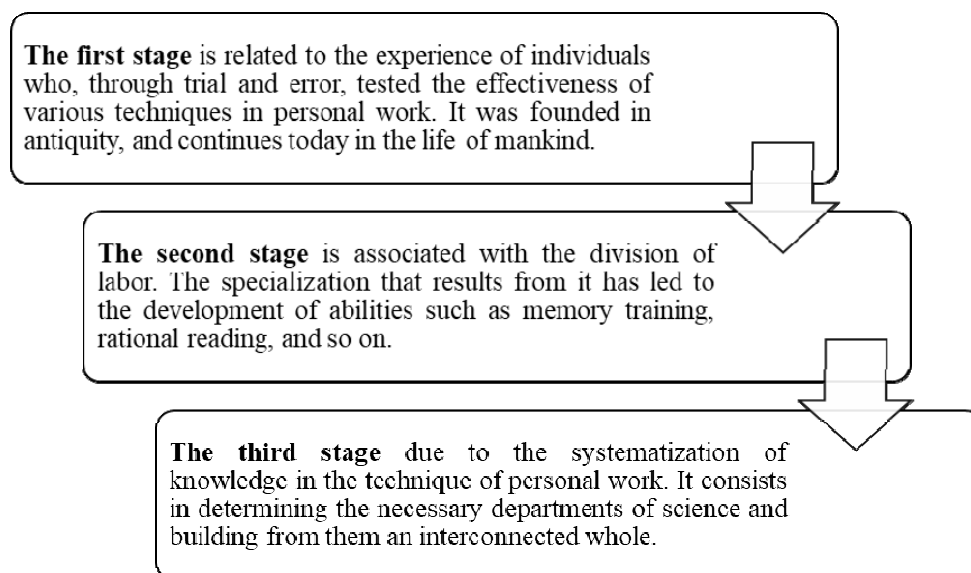 The first stage is related to the experience of individuals
who, through trial and error, tested the effectiveness of
various techniques in personal work. It was founded in
antiquity, and continues today in the life of mankind.
The second stage is associated with the division of
labor. The specialization that results from it has led to
the development of abilities such as memory training,
rational reading, and so on.
The third stage due to the systematization of
knowledge in the technique of personal work. It consists
in determining the necessary departments of science and
building from them an interconnected whole.